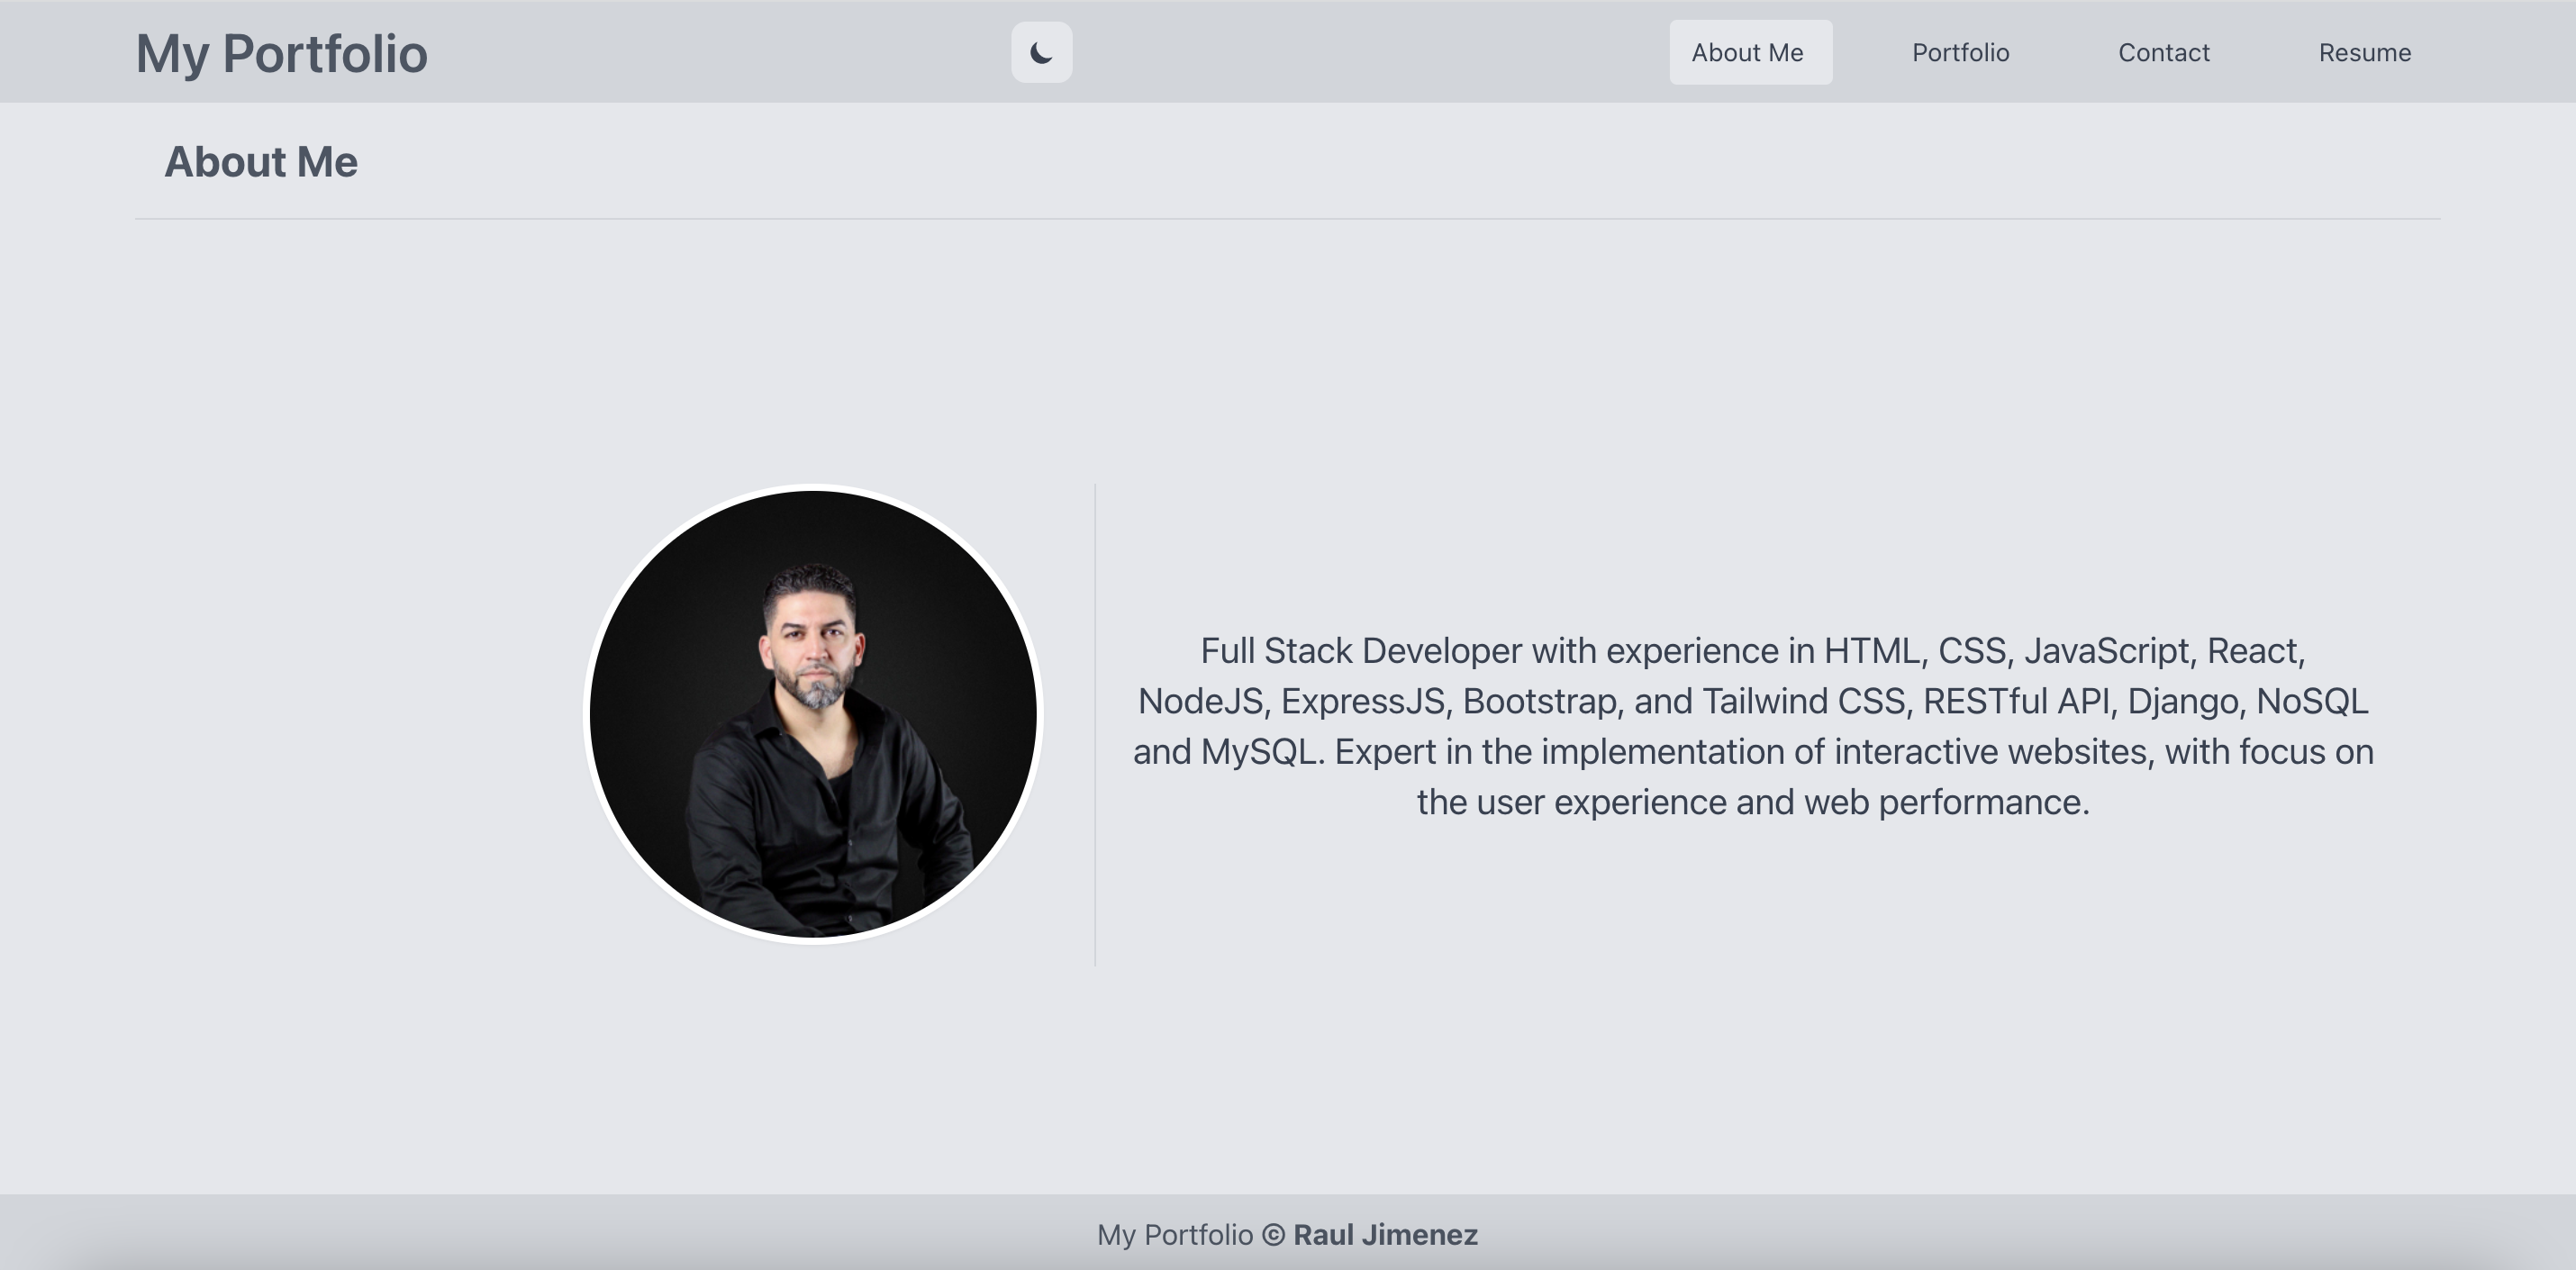 My Portfolio
About Me
Portfolio
Contact
Resume
About Me
Full Stack Developer with experience in HTML, CSS, JavaScript, React,
NodeJS, ExpressJS, Bootstrap, and Tailwind CSS, RESTful API, Django, NoSQL
and MySQL. Expert in the implementation of interactive websites, with focus on
the user experience and web performance.
My Portfolio © Raul Jimenez